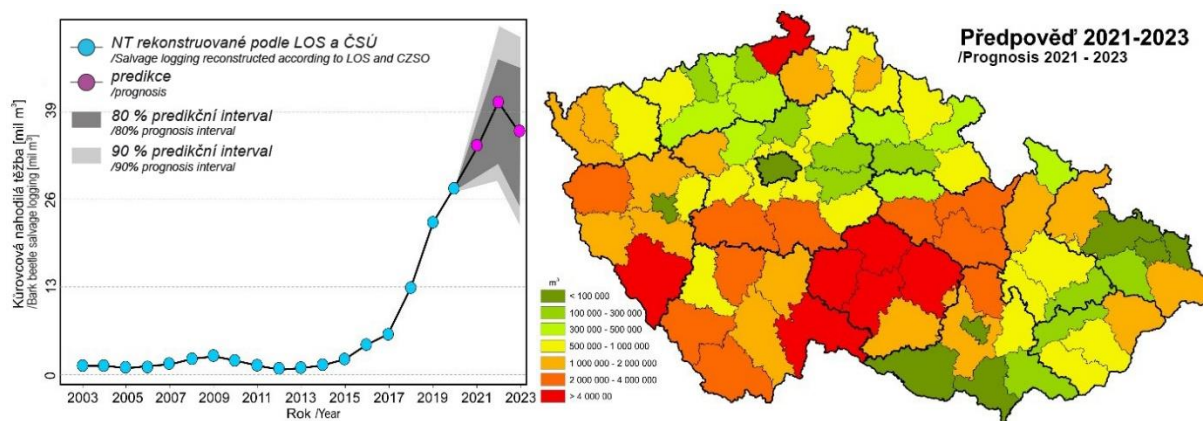 NT rekonstruované podle LOS a ČSÚ
/Salvage logging reconstructed according to LOS and CZSO
predikce
/prognosis
80 % predikční interval
/80% prognosis interval
90 % predikční interval
/90% prognosis interval
Kůrovcová nahodilá těžba [mil m³]
/Bark beetle salvage logging [mil m³]
39
26
13
0
2003 2005 2007 2009 2011 2013 2015 2017 2019 2021 2023
Rok /Year
Předpověď 2021-2023
/Prognosis 2021 - 2023
m³
< 100 000
100 000 - 300 000
300 000 - 500 000
500 000 - 1 000 000
1 000 000 - 2 000 000
2 000 000 - 4 000 000
> 4 000 00